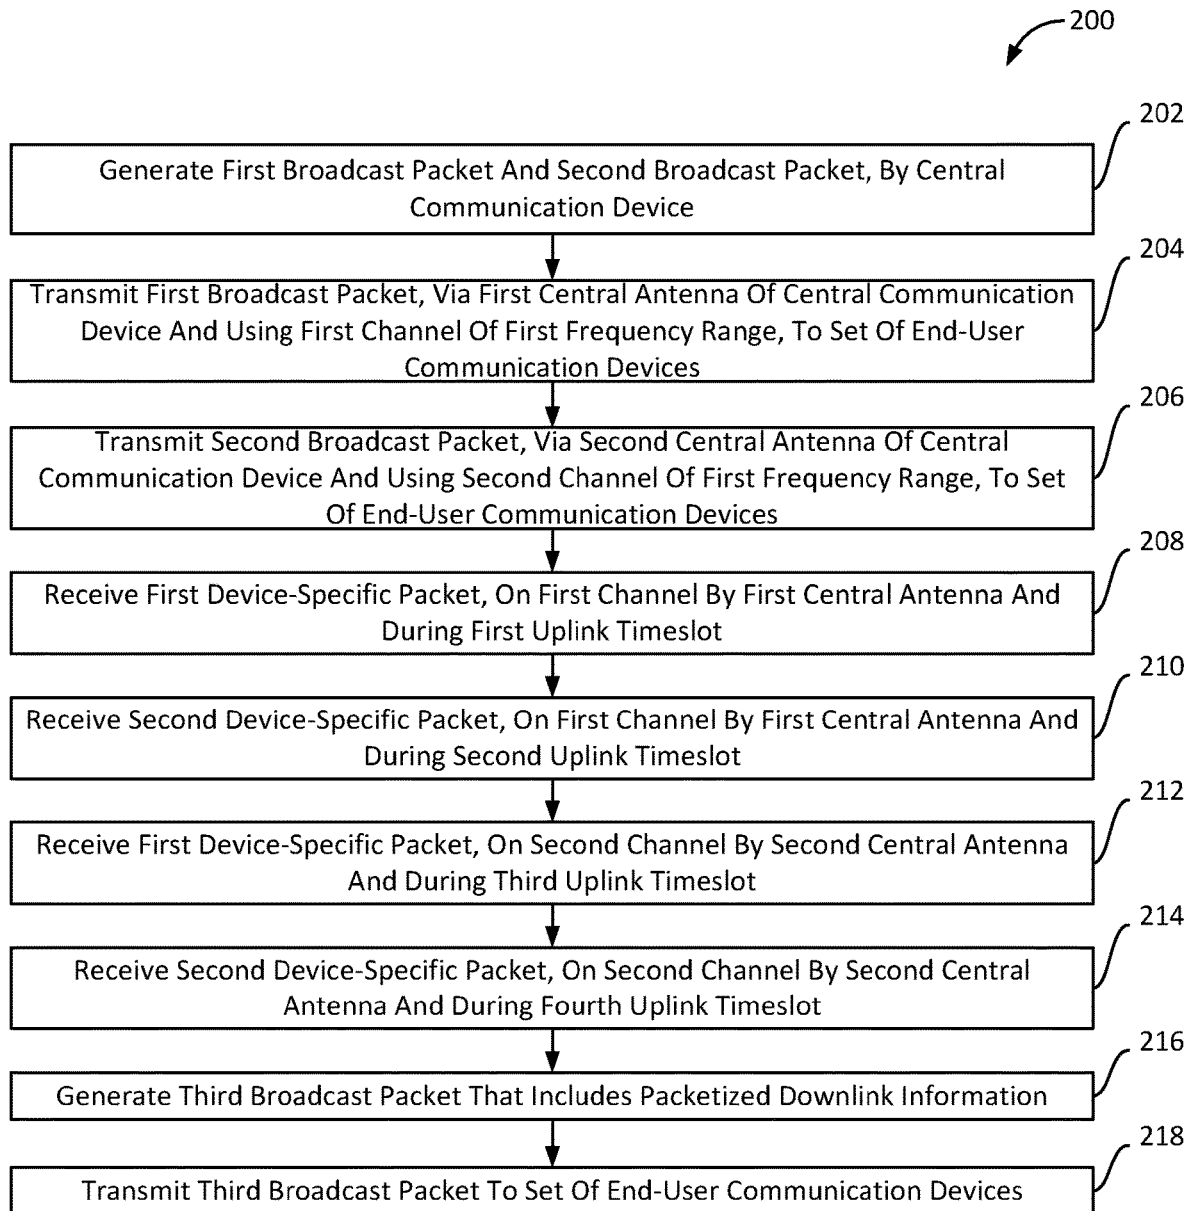 200
202
Generate First Broadcast Packet And Second Broadcast Packet, By Central
Communication Device
204
Transmit First Broadcast Packet, Via First Central Antenna Of Central Communication
Device And Using First Channel Of First Frequency Range, To Set Of End-User
Communication Devices
206
Transmit Second Broadcast Packet, Via Second Central Antenna Of Central
Communication Device And Using Second Channel Of First Frequency Range, To Set
Of End-User Communication Devices
208
Receive First Device-Specific Packet, On First Channel By First Central Antenna And
During First Uplink Timeslot
210
Receive Second Device-Specific Packet, On First Channel By First Central Antenna And
During Second Uplink Timeslot
212
Receive First Device-Specific Packet, On Second Channel By Second Central Antenna
And During Third Uplink Timeslot
214
Receive Second Device-Specific Packet, On Second Channel By Second Central
Antenna And During Fourth Uplink Timeslot
216
Generate Third Broadcast Packet That Includes Packetized Downlink Information
218
Transmit Third Broadcast Packet To Set Of End-User Communication Devices